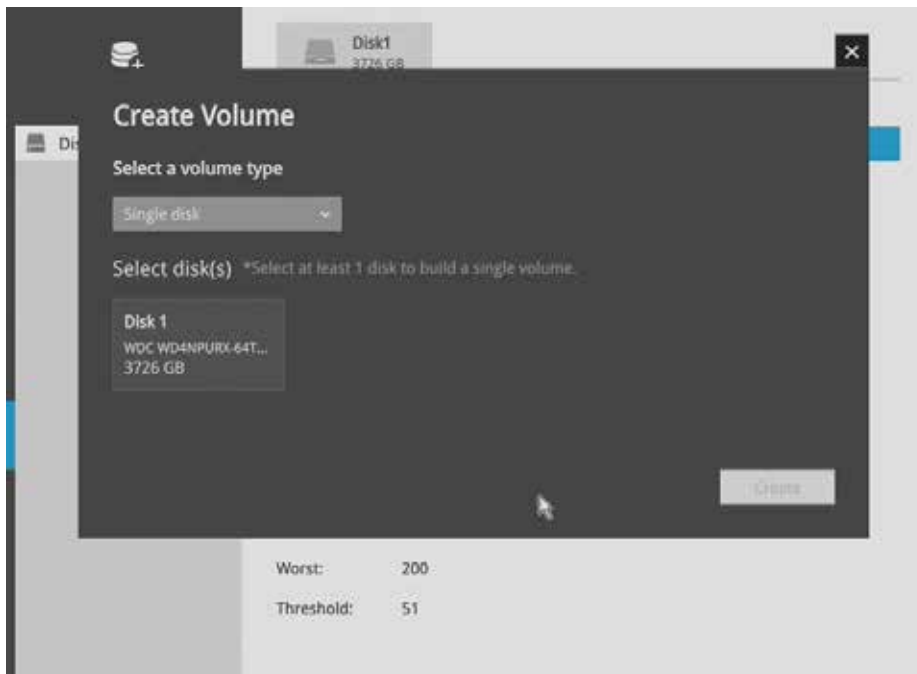 Disk1
3726 GB
Create Volume
Dis
Select a volume type
Single disk
Select disk(s) *Select at least 1 disk to build a single volume.
Disk 1
WDC WD4NPURX-64T...
3726 GB
Create
Worst: 200
Threshold: 51